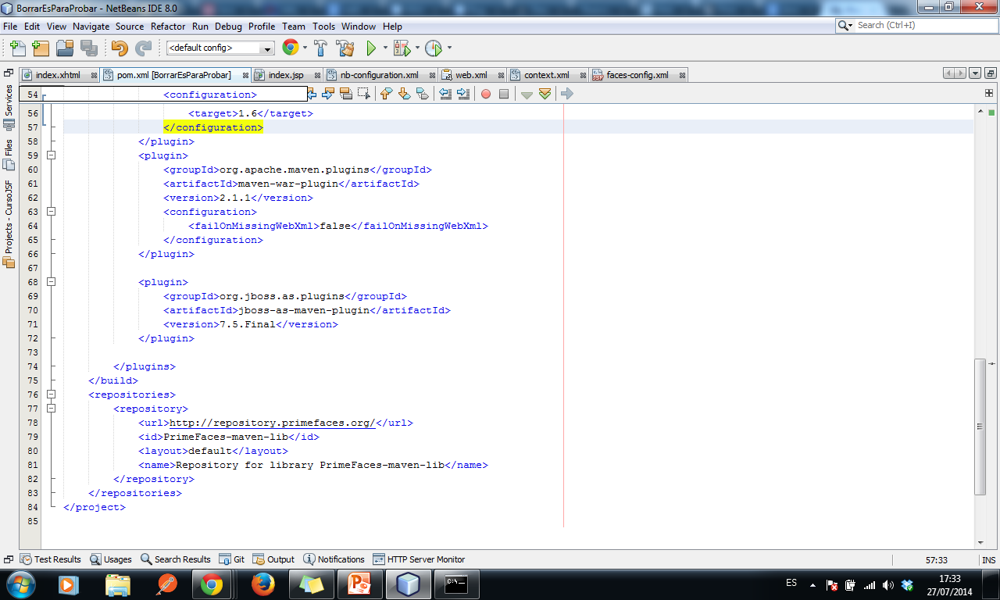 BorrarEsParaProbar - NetBeans IDE 8.0
File Edit View Navigate Source Refactor Run Debug Profile Team Tools Window Help
Search (Ctrl+I)
<default config>
index.xhtml pom.xml [BorrarEsParaProbar] index.jsp nb-configuration.xml web.xml context.xml faces-config.xml
Services
Files
Projects - CursoJSF
54 <configuration>
56 <target>1.6</target>
57 </configuration>
58 </plugin>
59 <plugin>
60 <groupId>org.apache.maven.plugins</groupId>
61 <artifactId>maven-war-plugin</artifactId>
62 <version>2.1.1</version>
63 <configuration>
64 <failOnMissingWebXml>false</failOnMissingWebXml>
65 </configuration>
66 </plugin>
67
68 <plugin>
69 <groupId>org.jboss.as.plugins</groupId>
70 <artifactId>jboss-as-maven-plugin</artifactId>
71 <version>7.5.Final</version>
72 </plugin>
73
74 </plugins>
75 </build>
76 <repositories>
77 <repository>
78 <url>http://repository.primefaces.org/</url>
79 <id>PrimeFaces-maven-lib</id>
80 <layout>default</layout>
81 <name>Repository for library PrimeFaces-maven-lib</name>
82 </repository>
83 </repositories>
84 </project>
85
Test Results Usages Search Results Git Output Notifications HTTP Server Monitor
57:33 INS
ES
17:33
27/07/2014